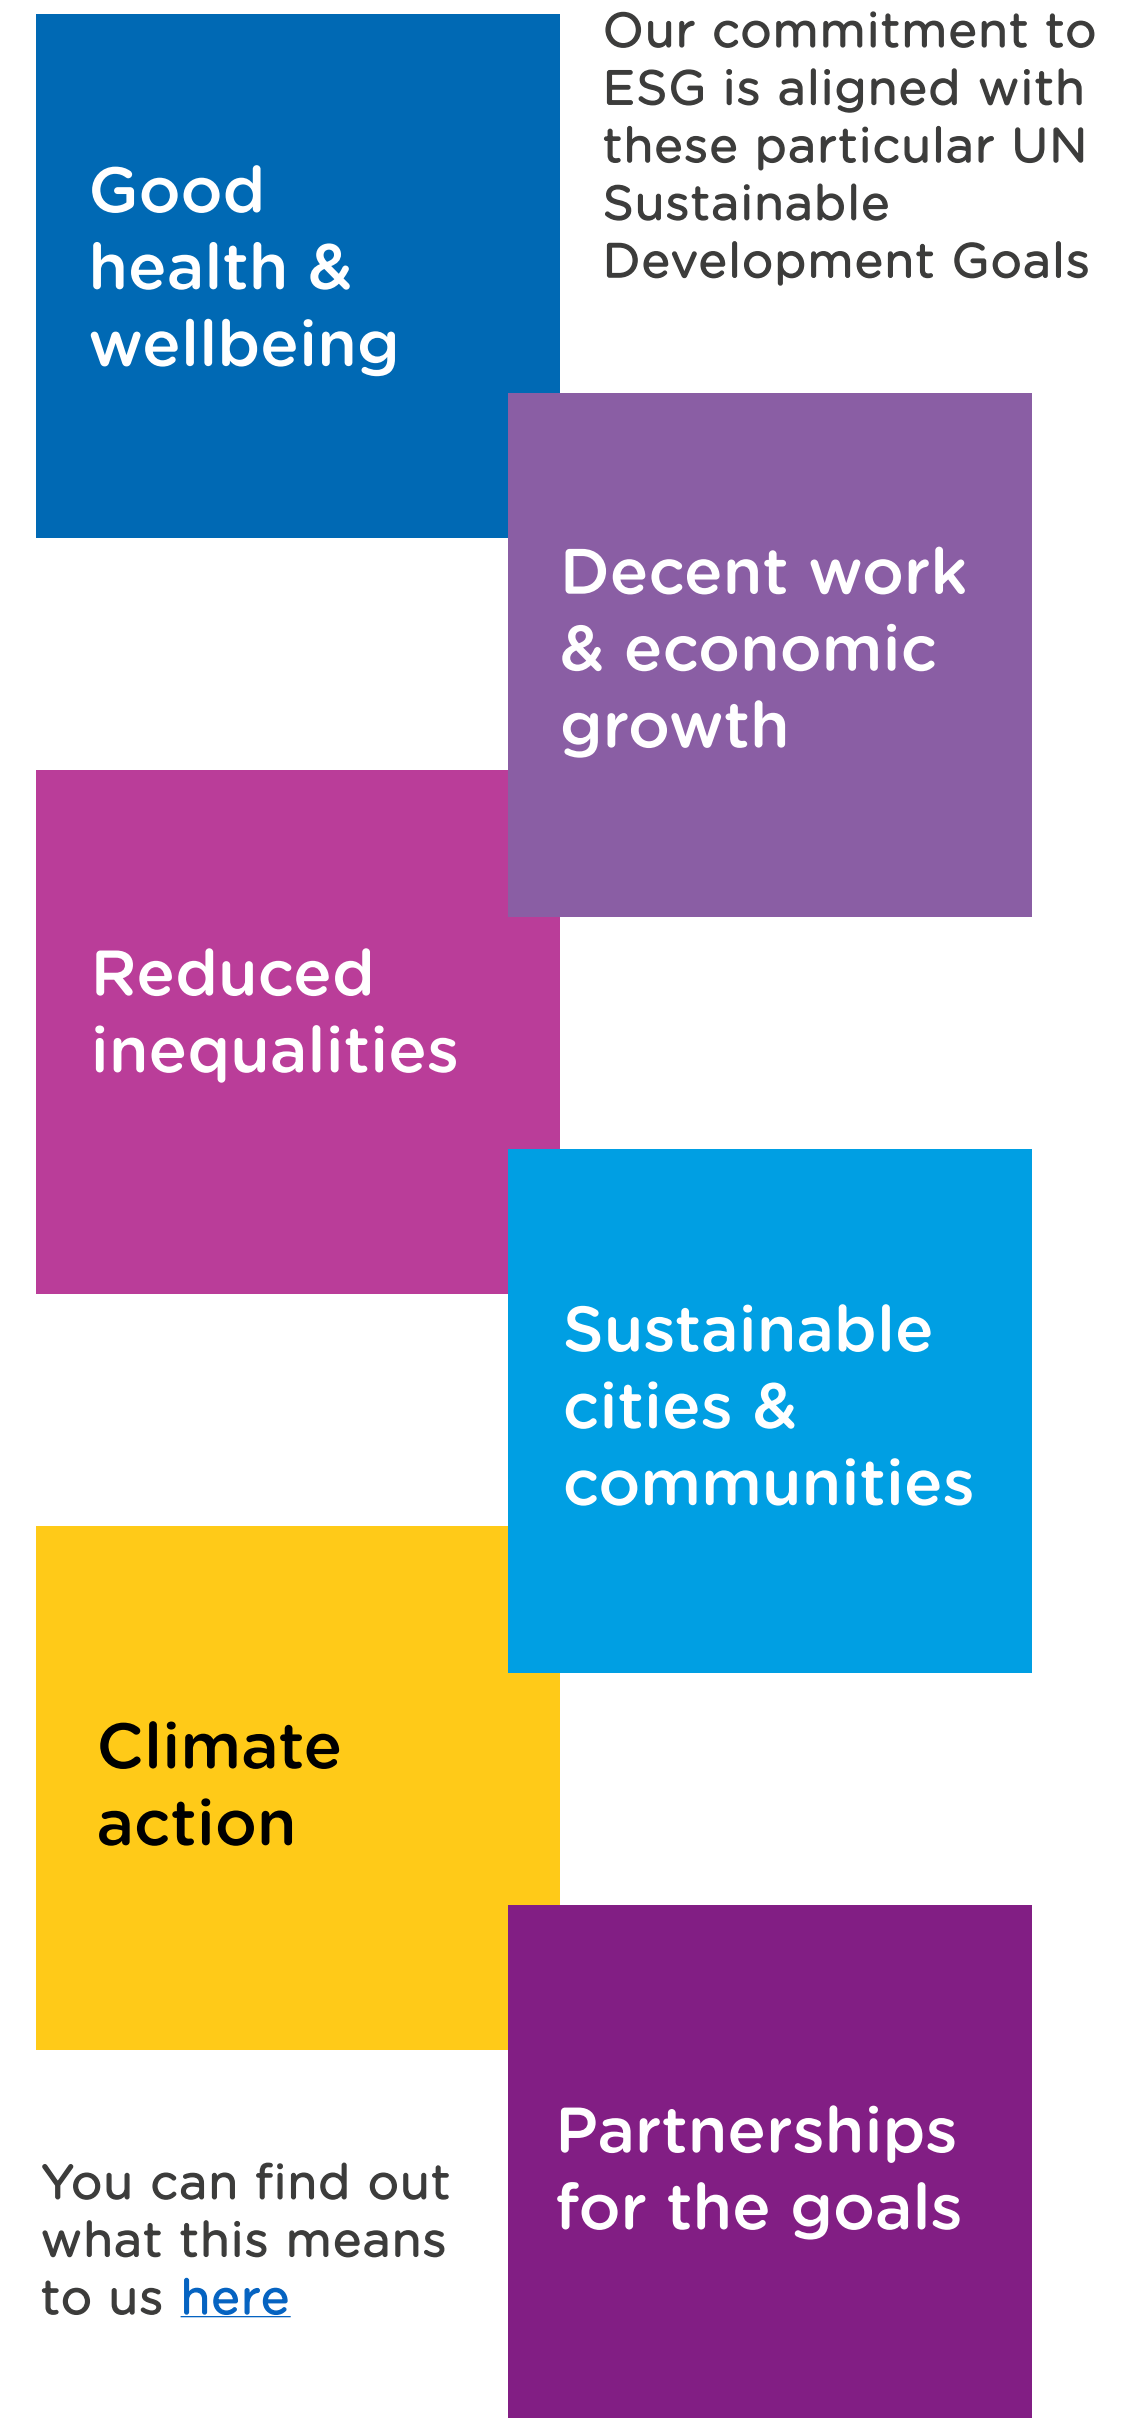 Our commitment to
ESG is aligned with
these particular UN
Sustainable
Development Goals
Good
health &
wellbeing
Decent work
& economic
growth
Reduced
inequalities
Sustainable
cities &
communities
Climate
action
Partnerships
for the goals
You can find out
what this means
to us here